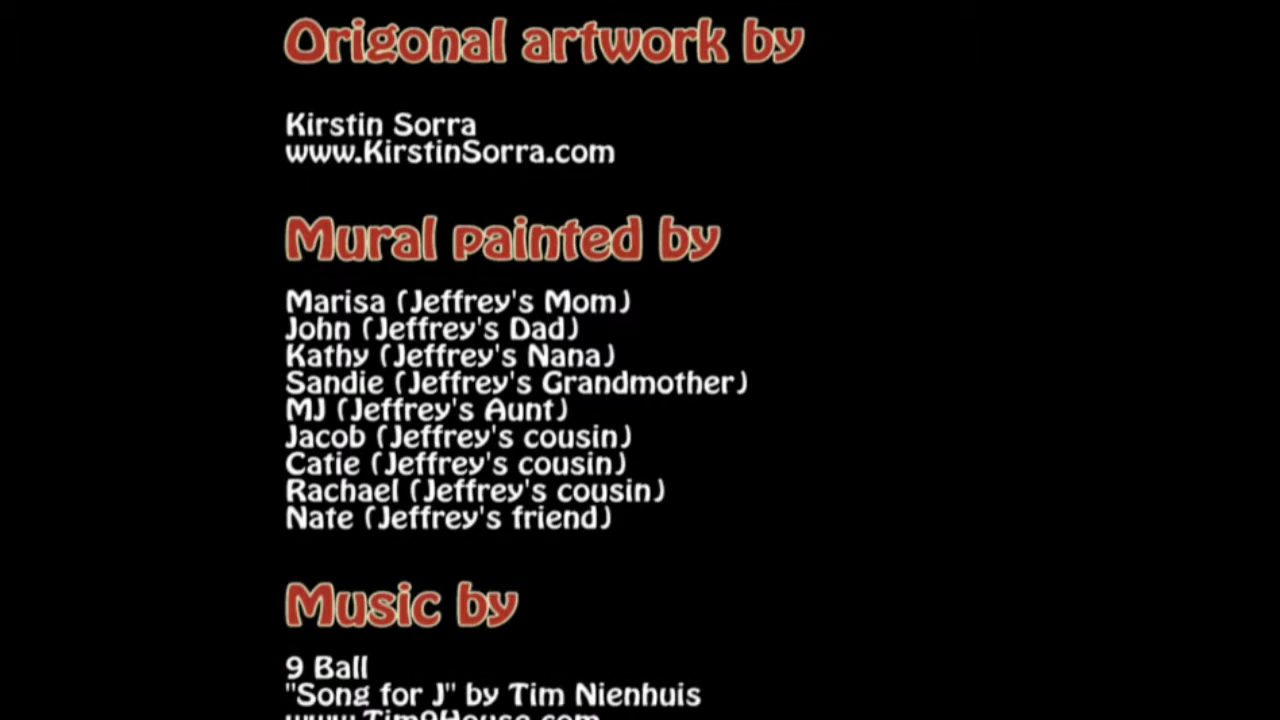 Origonal artwork by
Kirstin Sorra
www.KirstinSorra.com
Mural painted by
Marisa (Jeffrey's Mom)
John (Jeffrey's Dad)
Kathy (Jeffrey's Nana)
Sandie (Jeffrey's Grandmother)
MJ (Jeffrey's Aunt)
Jacob (Jeffrey's cousin)
Catie (Jeffrey's cousin)
Rachael (Jeffrey's cousin)
Nate (Jeffrey's friend)
Music by
9 Ball
"Song for J" by Tim Nienhuis